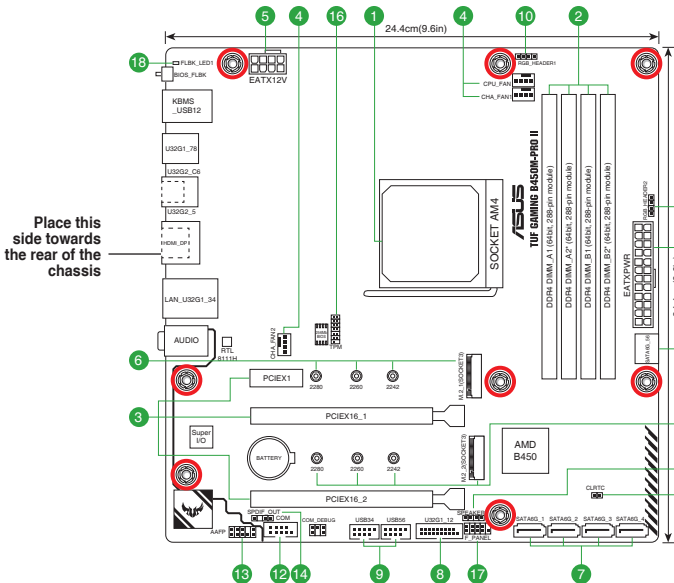 24.4cm(9.6in)
5
4
16
1
4
10
2
18
FLBK_LED1
BIOS_FLBK
EATX12V
RGB_HEADER1
CPU_FAN
CHA_FAN1
KBMS
_USB12
U32G1_78
U32G2_C6
U32G2_5
HDMI_DP
LAN_U32G1_34
AUDIO
Place this
side towards
the rear of the
chassis
SOCKET AM4
ASUS
TUF GAMING B450M-PRO II
DDR4 DIMM_A1 (64bit, 288-pin module)
DDR4 DIMM_A2* (64bit, 288-pin module)
DDR4 DIMM_B1 (64bit, 288-pin module)
DDR4 DIMM_B2* (64bit, 288-pin module)
RGB_HEADER2
EATXPWR
SATA6G_56
RTL
8111H
CHA_FAN2
TPM
6
PCIEX1
2280
2260
2242
M.2_1(SOCKET3)
3
PCIEX16_1
Super
I/O
BATTERY
2280
2260
2242
M.2_2(SOCKET3)
AMD
B450
CLRTC
PCIEX16_2
SPDIF_OUT
AAFP
COM
COM_DEBUG
USB34
USB56
U32G1_12
SPEAKER
F_PANEL
SATA6G_1
SATA6G_2
SATA6G_3
SATA6G_4
13
12
14
9
8
17
7